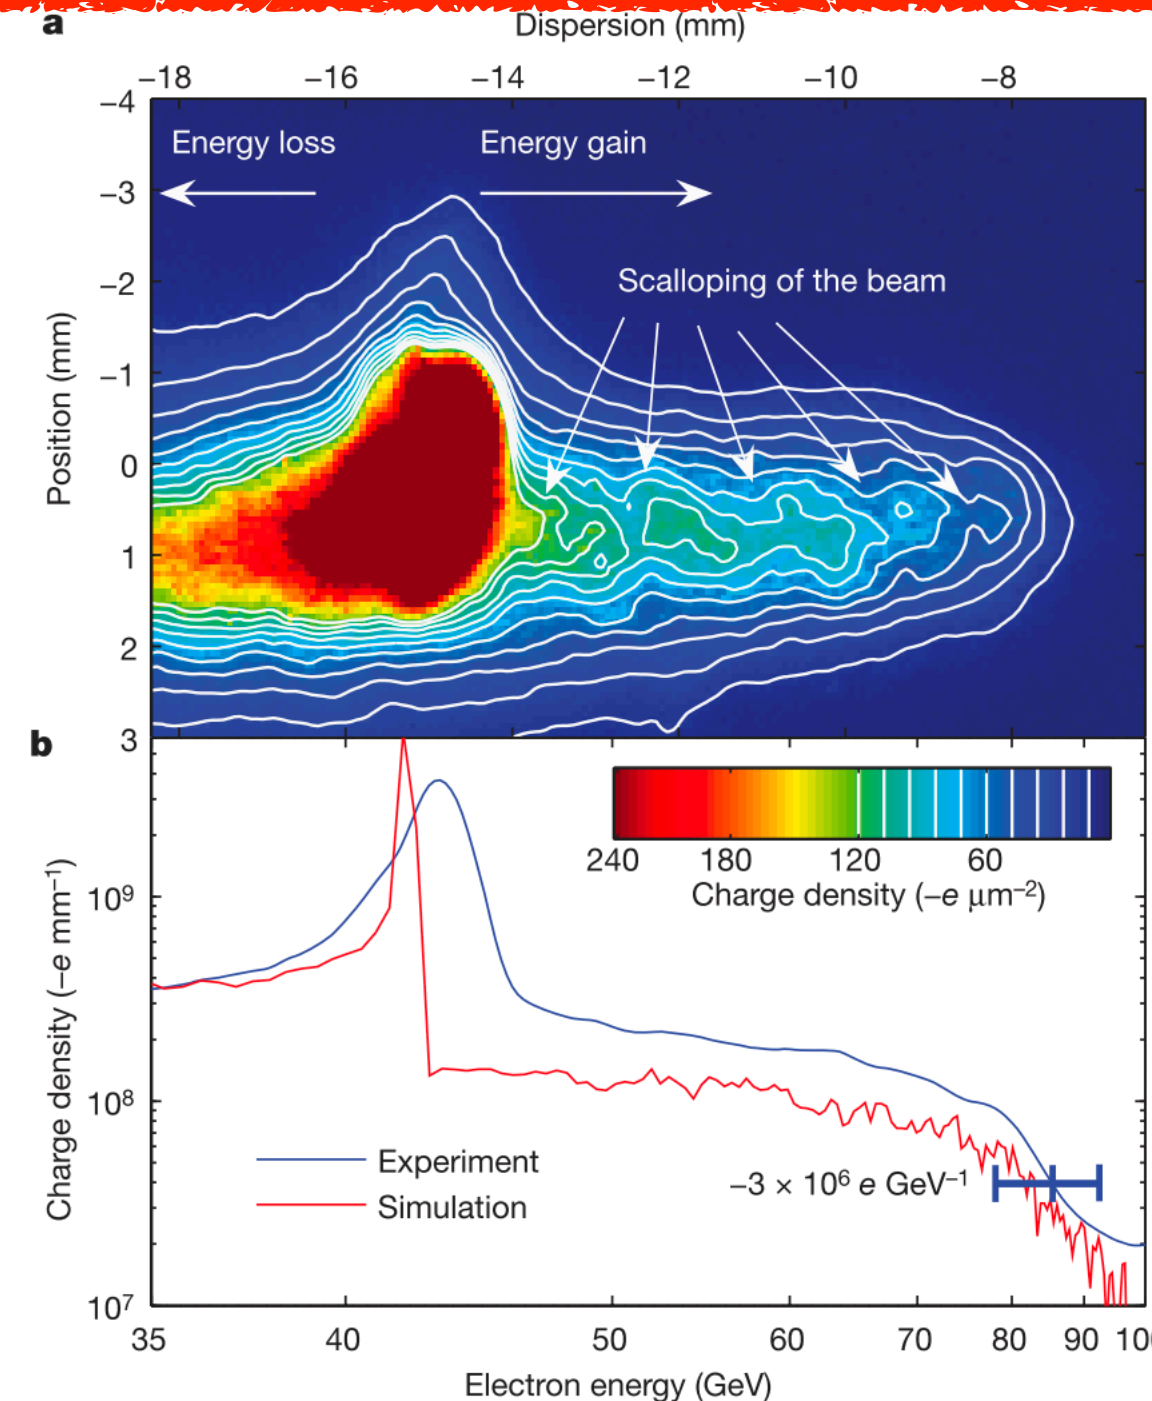 a
Dispersion (mm)
−18 −16 −14 −12 −10 −8
−4
Energy loss Energy gain
−3
Scalloping of the beam
−2
−1
Position (mm)
0
1
2
b
3
240 180 120 60
Charge density (–e μm⁻²)
10⁹
Charge density (–e mm⁻¹)
10⁸
Experiment
−3 × 10⁶ e GeV⁻¹
Simulation
10⁷
35 40 50 60 70 80 90
Electron energy (GeV)